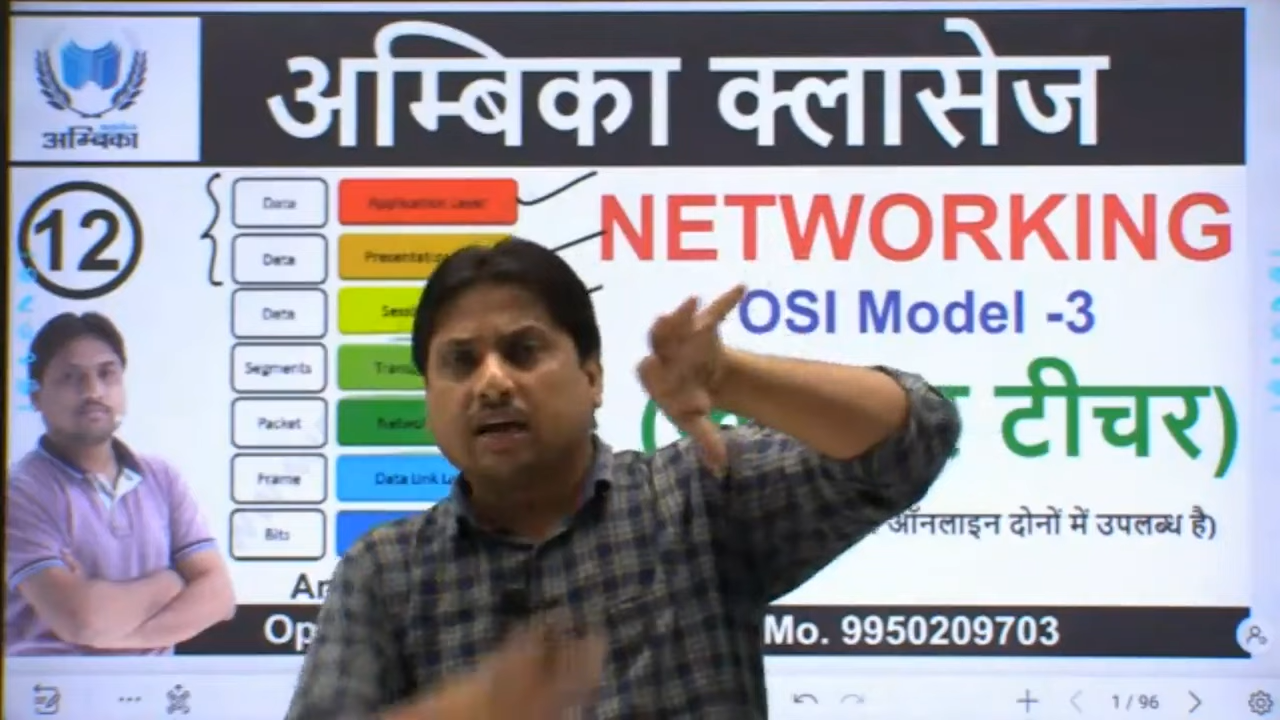 अम्बिका क्लासेज
अम्बिका
12
Data
Application Layer
NETWORKING
Data
OSI Model -3
Data
Segments
टीचर)
Packet
Frame
Data Link
ऑनलाइन दोनों में उपलब्ध है)
Bits
Mo. 9950209703
1 / 96